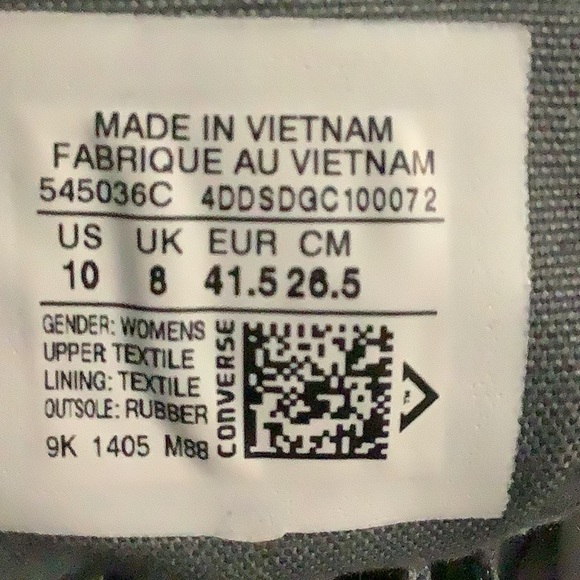 MADE IN VIETNAM
FABRIQUE AU VIETNAM
545036C 4DDSDGC100072
US UK EUR CM
10 8 41.5 26.5
GENDER: WOMENS
UPPER TEXTILE
LINING: TEXTILE
OUTSOLE: RUBBER
9K 1405 M88
CONVERSE
TM